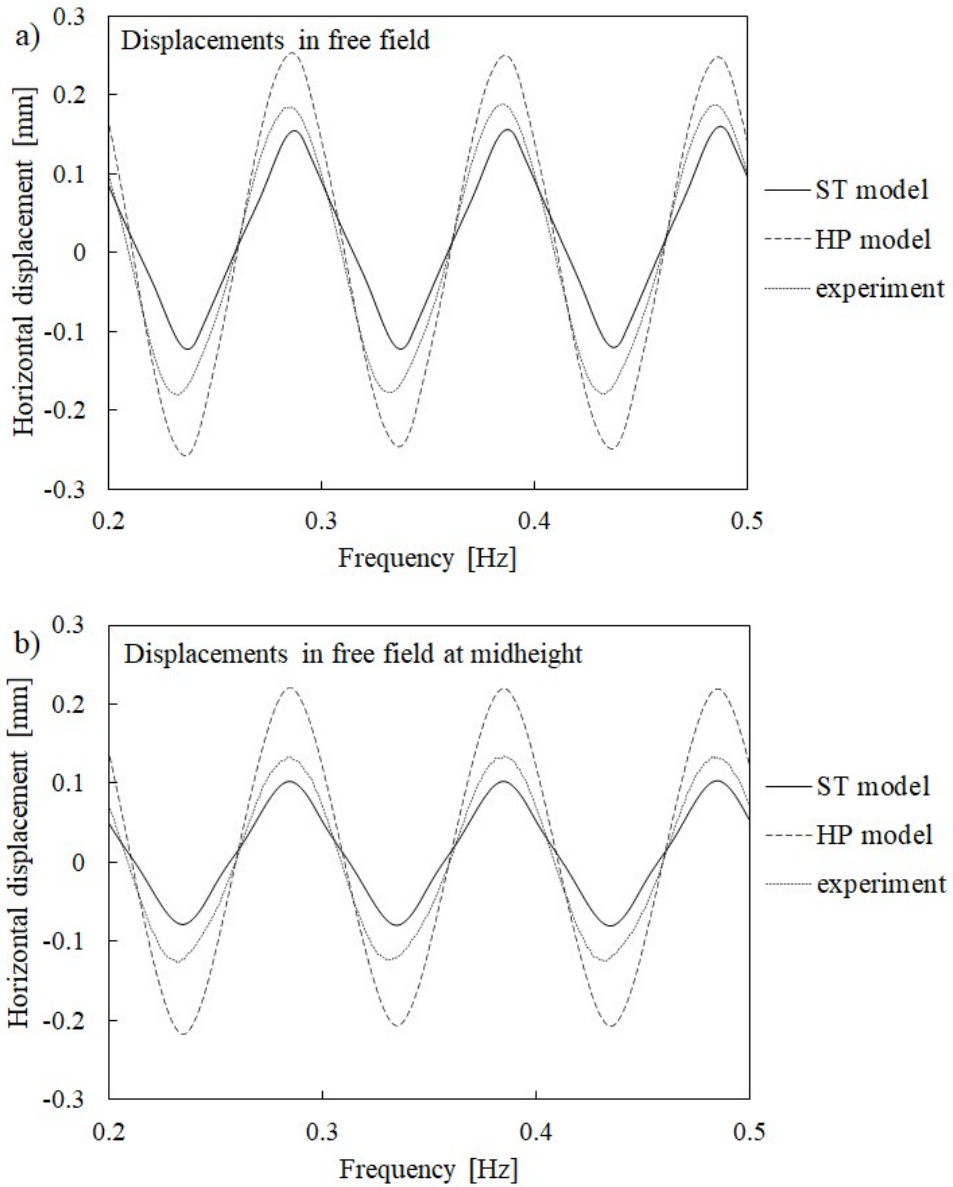 a)
Displacements in free field
Horizontal displacement [mm]
0.3
0.2
0.1
0
-0.1
-0.2
-0.3
0.2 0.3 0.4 0.5
Frequency [Hz]
ST model
HP model
experiment
b)
Displacements in free field at midheight
Horizontal displacement [mm]
0.3
0.2
0.1
0
-0.1
-0.2
-0.3
0.2 0.3 0.4 0.5
Frequency [Hz]
ST model
HP model
experiment